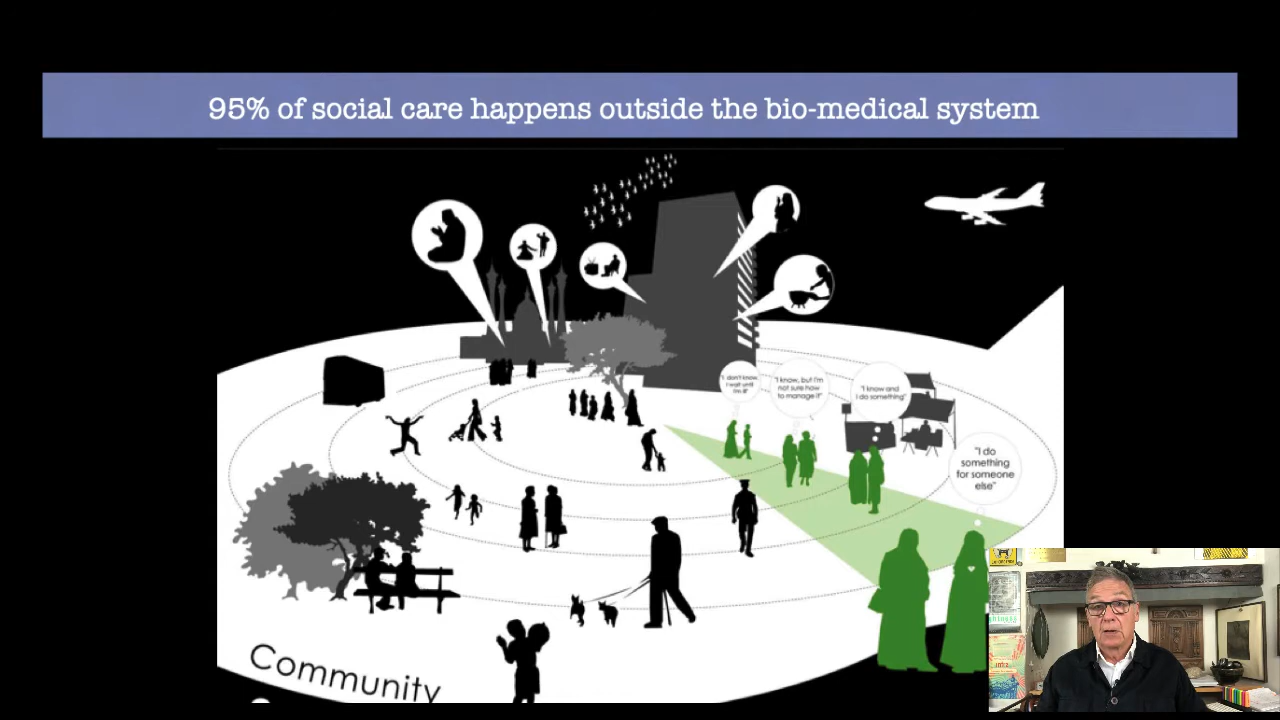 95% of social care happens outside the bio-medical system
"I don't know,
I wait until
I'm ill"
"I know, but I'm
not sure how
to manage it"
"I know and
I do something"
"I do
something
for someone
else"
Community